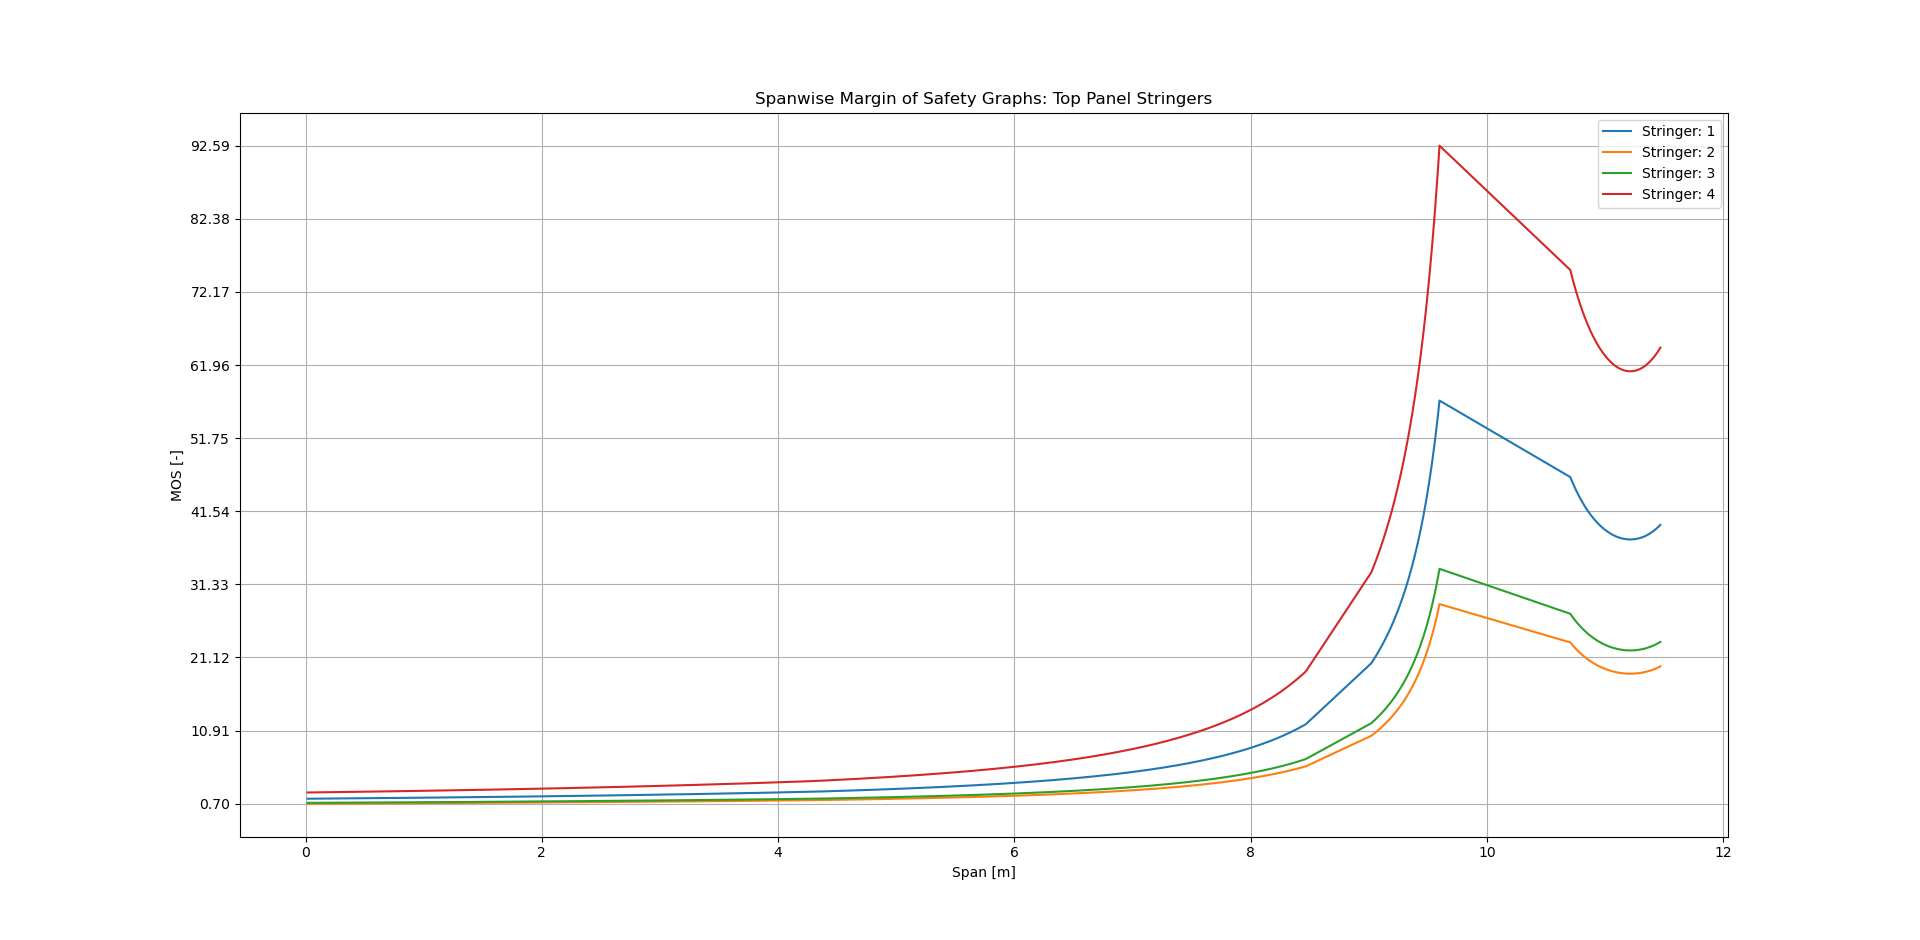 Spanwise Margin of Safety Graphs: Top Panel Stringers
Stringer: 1
Stringer: 2
Stringer: 3
Stringer: 4
MOS [-]
92.59
82.38
72.17
61.96
51.75
41.54
31.33
21.12
10.91
0.70
0 2 4 6 8 10 12
Span [m]